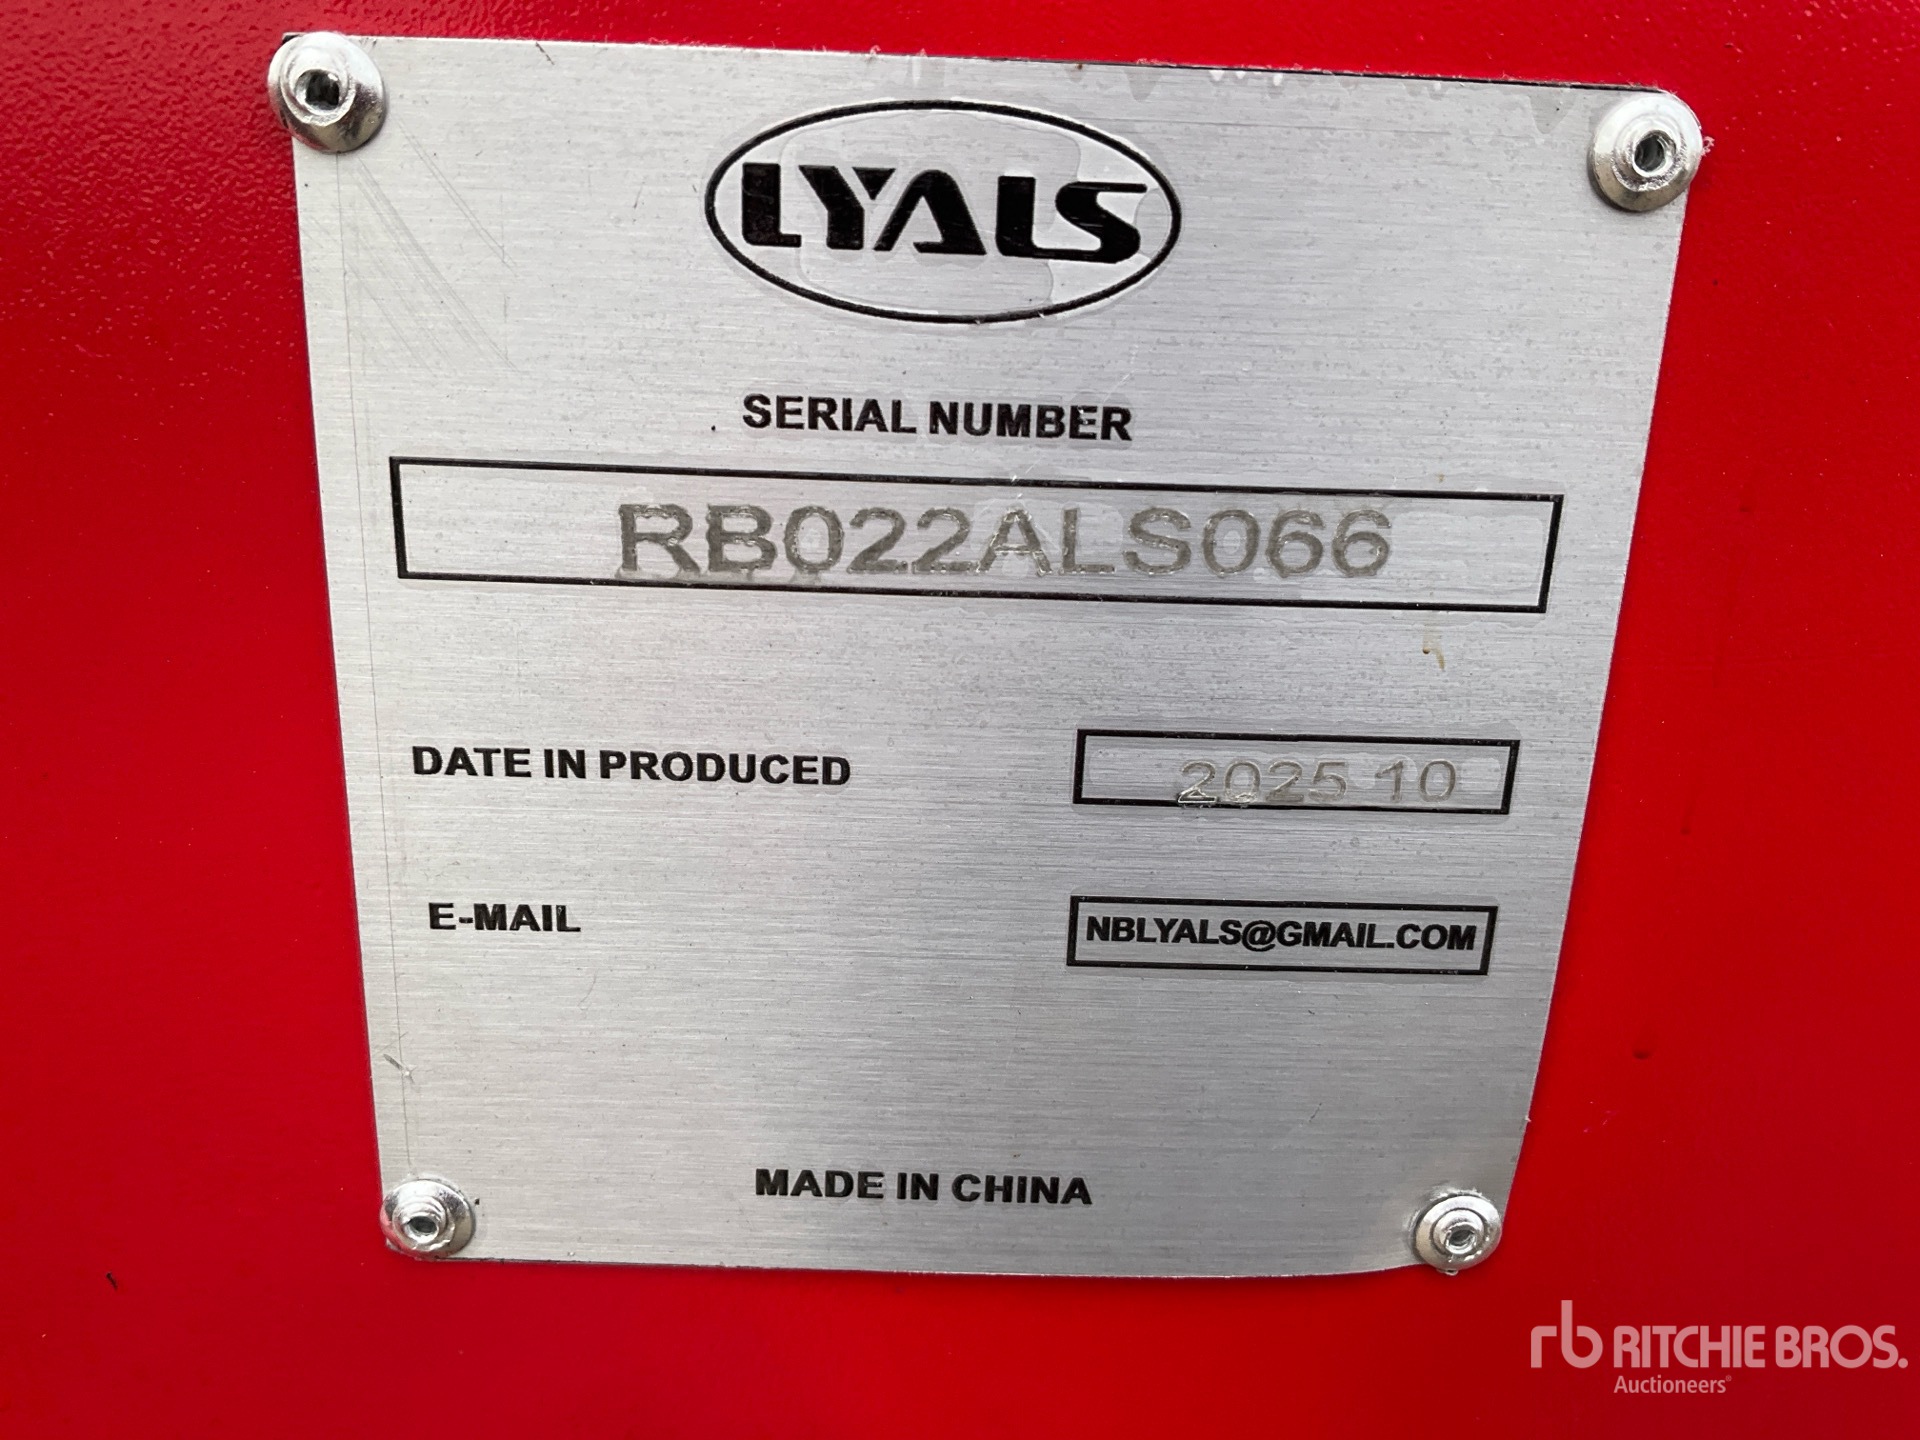 LYALS
SERIAL NUMBER
RB022ALS066
DATE IN PRODUCED 2025 10
E-MAIL NBLYALS@GMAIL.COM
MADE IN CHINA
rb RITCHIE BROS.
Auctioneers®